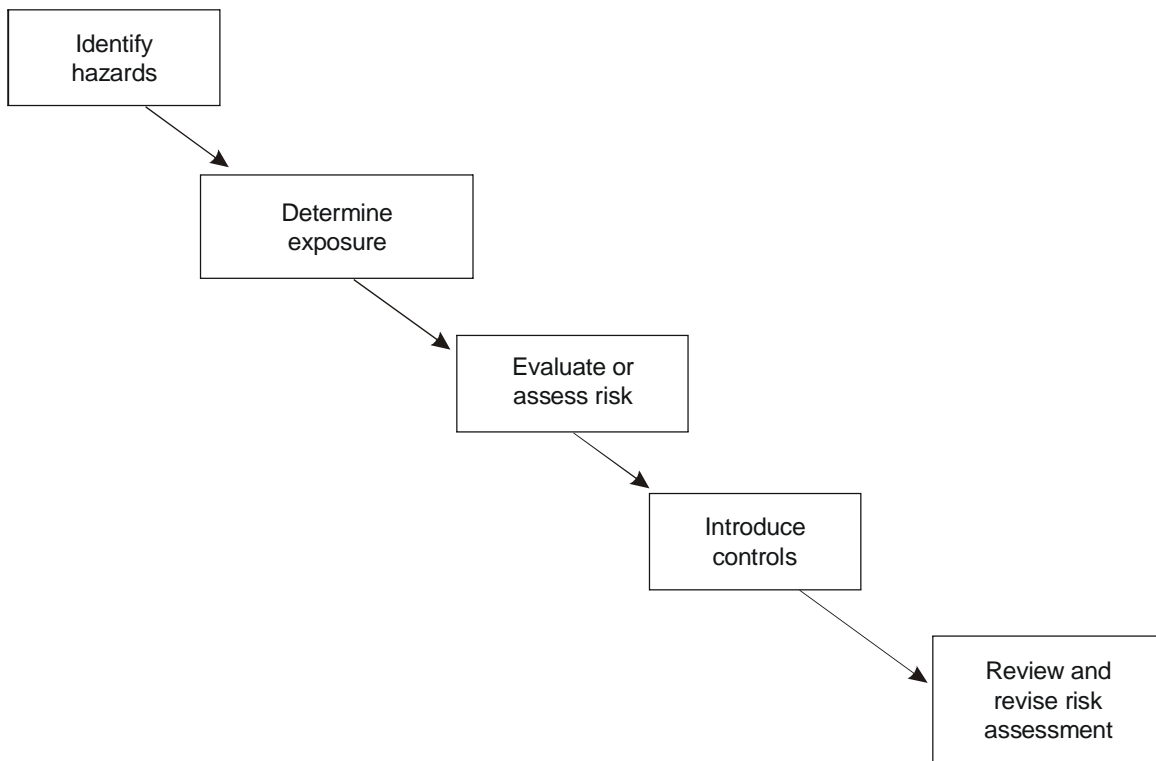 Identify
hazards
Determine
exposure
Evaluate or
assess risk
Introduce
controls
Review and
revise risk
assessment